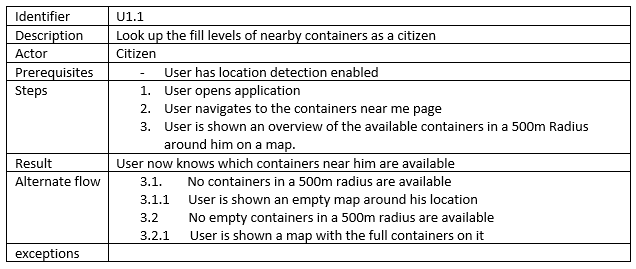 Identifier U1.1
Description Look up the fill levels of nearby containers as a citizen
Actor Citizen
Prerequisites - User has location detection enabled
Steps 1. User opens application
2. User navigates to the containers near me page
3. User is shown an overview of the available containers in a 500m Radius
around him on a map.
Result User now knows which containers near him are available
Alternate flow 3.1. No containers in a 500m radius are available
3.1.1 User is shown an empty map around his location
3.2 No empty containers in a 500m radius are available
3.2.1 User is shown a map with the full containers on it
exceptions